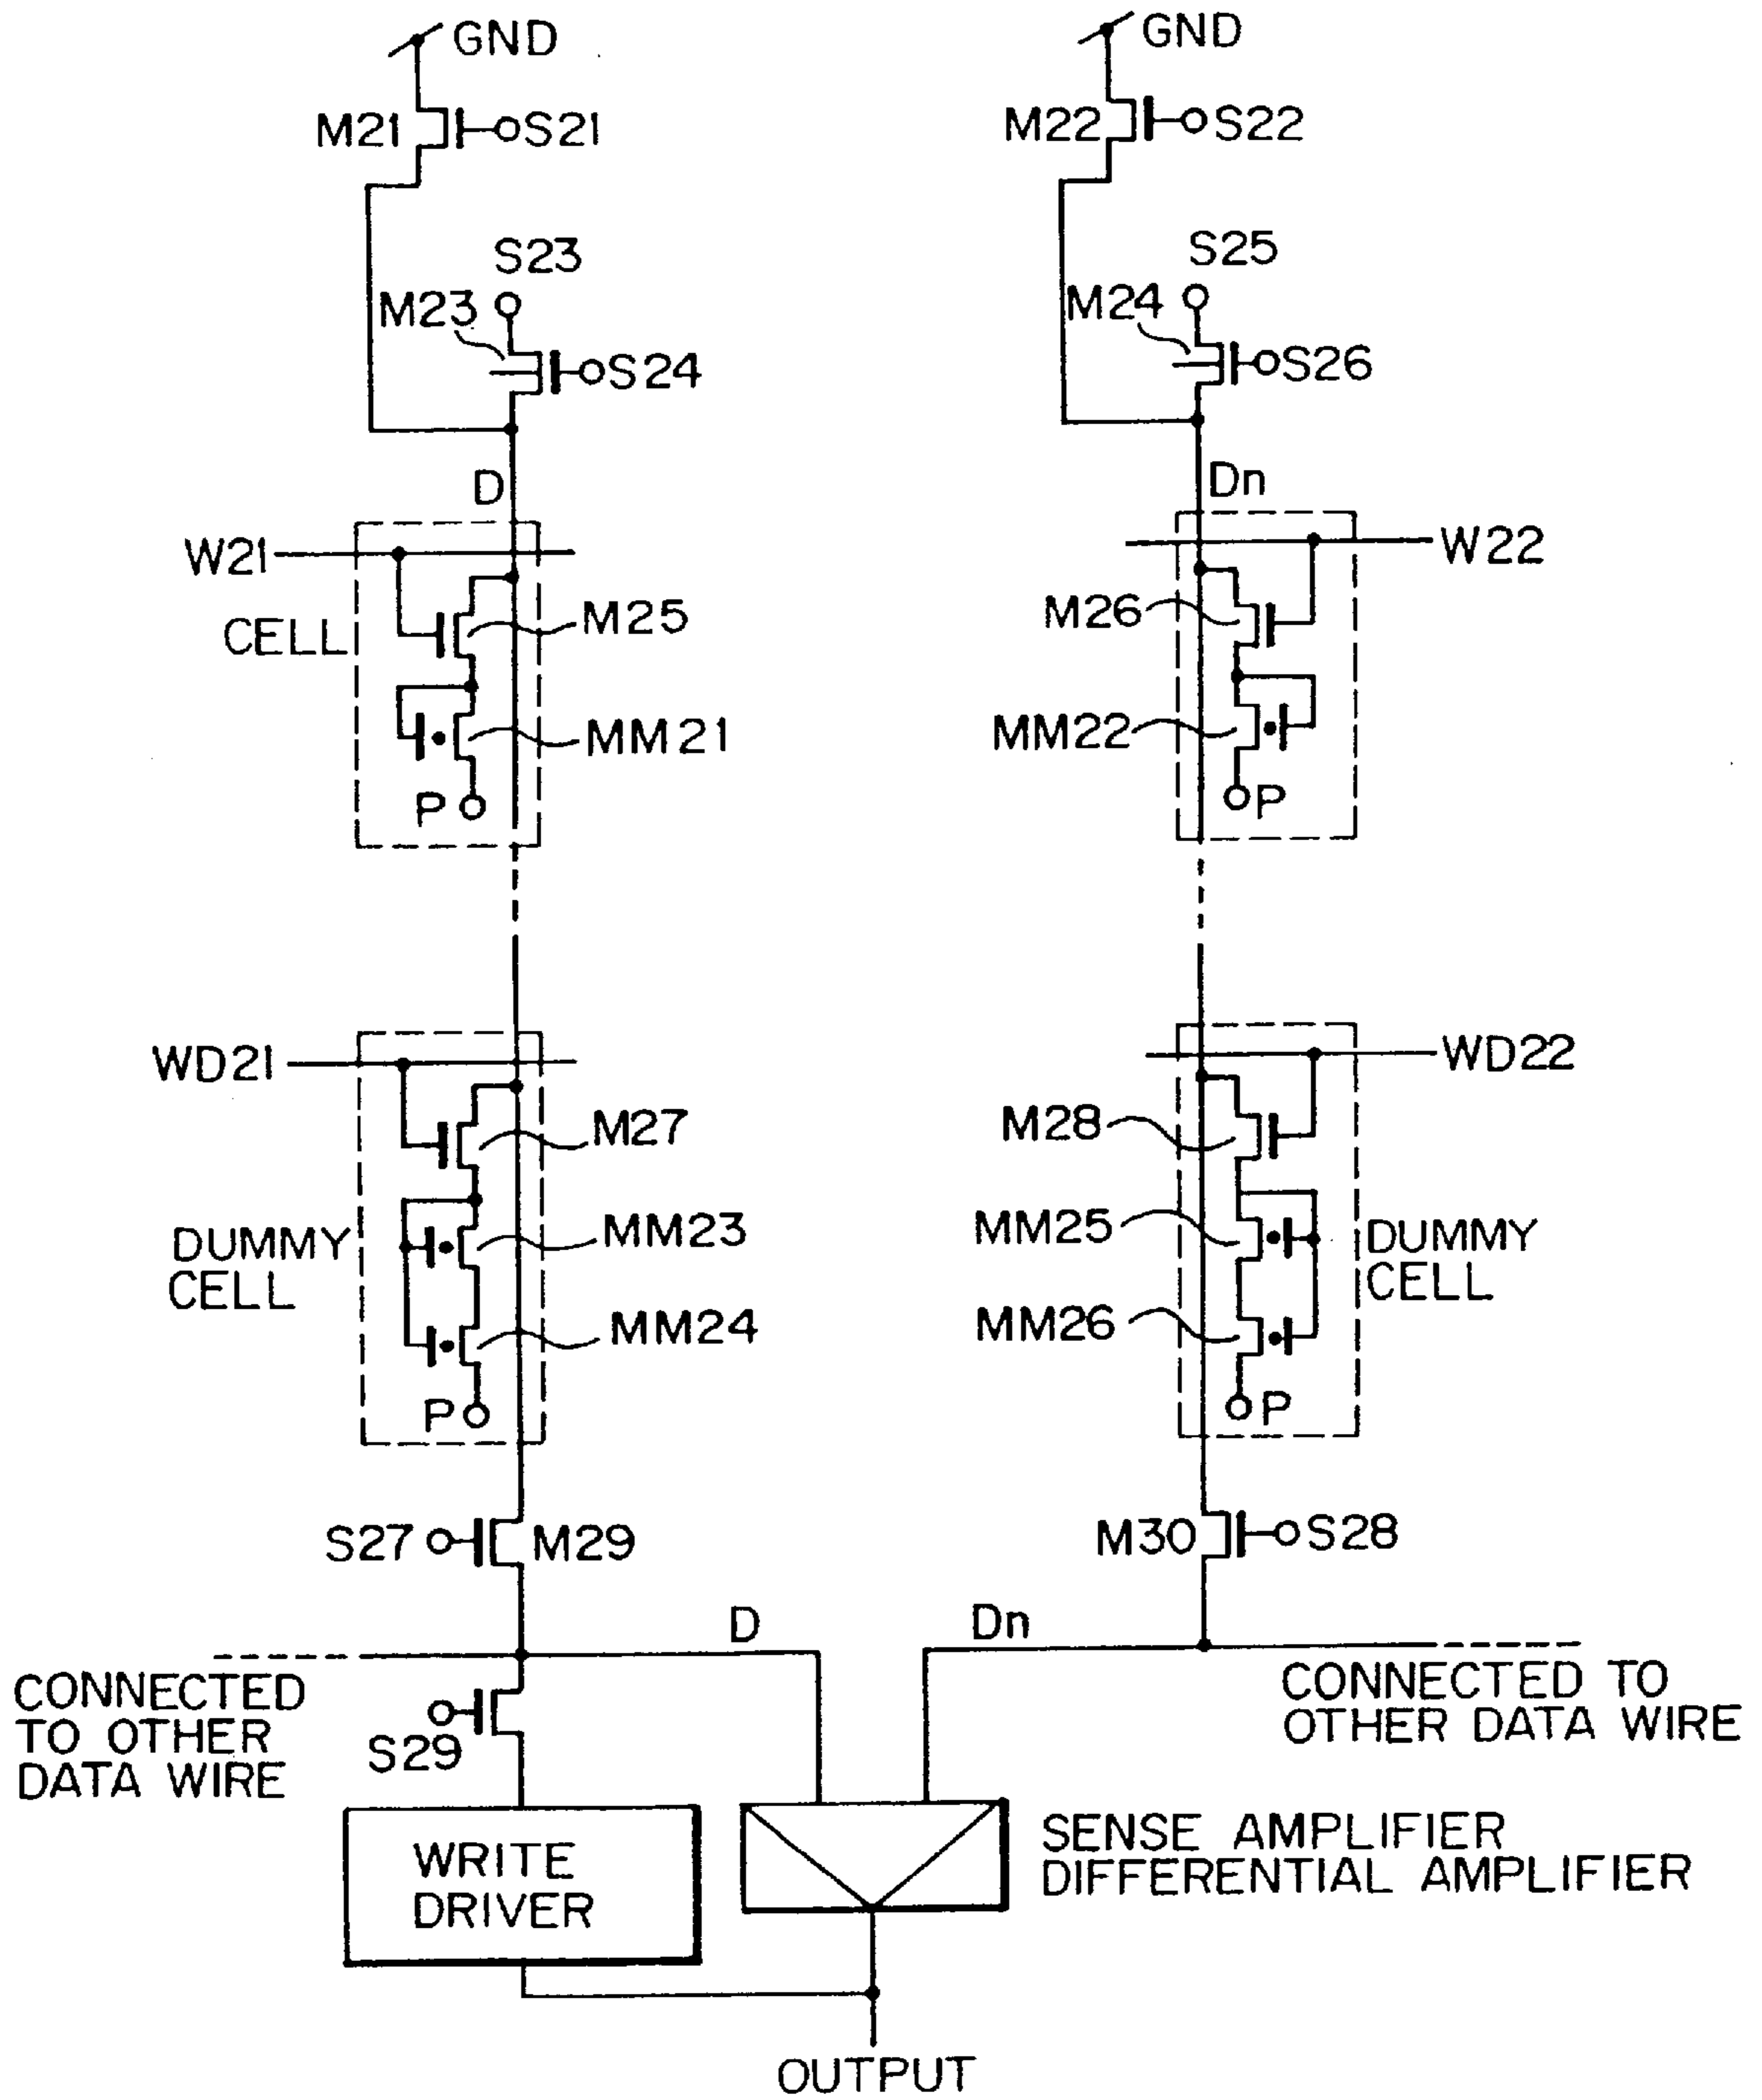 GND
GND
M21
S21
M22
S22
S23
S25
M23
M24
S24
S26
D
Dn
W21
W22
M25
M26
CELL
MM21
MM22
P
P
WD21
WD22
M27
M28
MM23
MM25
DUMMY
CELL
DUMMY
CELL
MM24
MM26
P
P
S27
M29
M30
S28
D
Dn
CONNECTED
TO OTHER
DATA WIRE
CONNECTED TO
OTHER DATA WIRE
S29
WRITE
DRIVER
SENSE AMPLIFIER
DIFFERENTIAL AMPLIFIER
OUTPUT